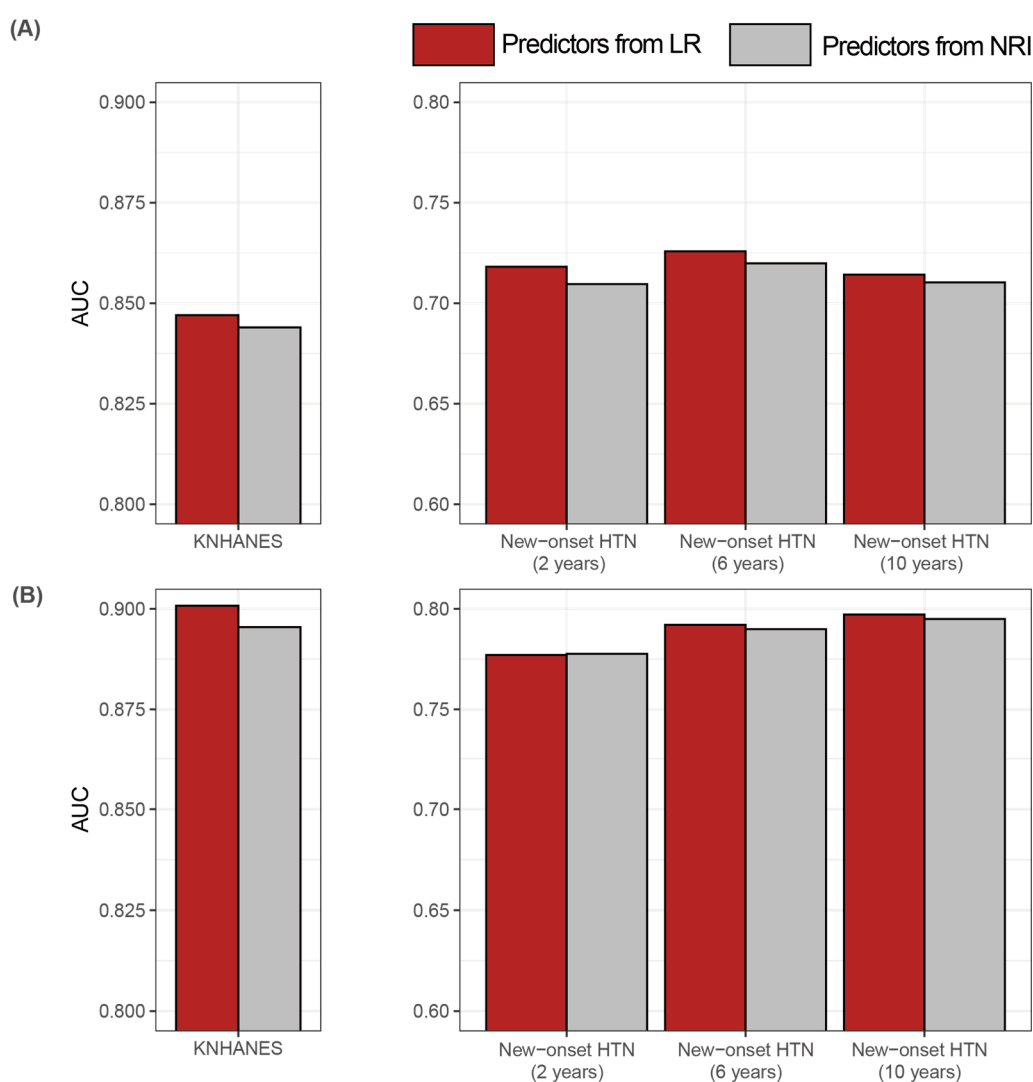 (A)
Predictors from LR
Predictors from NRI
AUC
0.900
0.875
0.850
0.825
0.800
KNHANES
0.80
0.75
0.70
0.65
0.60
New-onset HTN
(2 years)
New-onset HTN
(6 years)
New-onset HTN
(10 years)
(B)
AUC
0.900
0.875
0.850
0.825
0.800
KNHANES
0.80
0.75
0.70
0.65
0.60
New-onset HTN
(2 years)
New-onset HTN
(6 years)
New-onset HTN
(10 years)